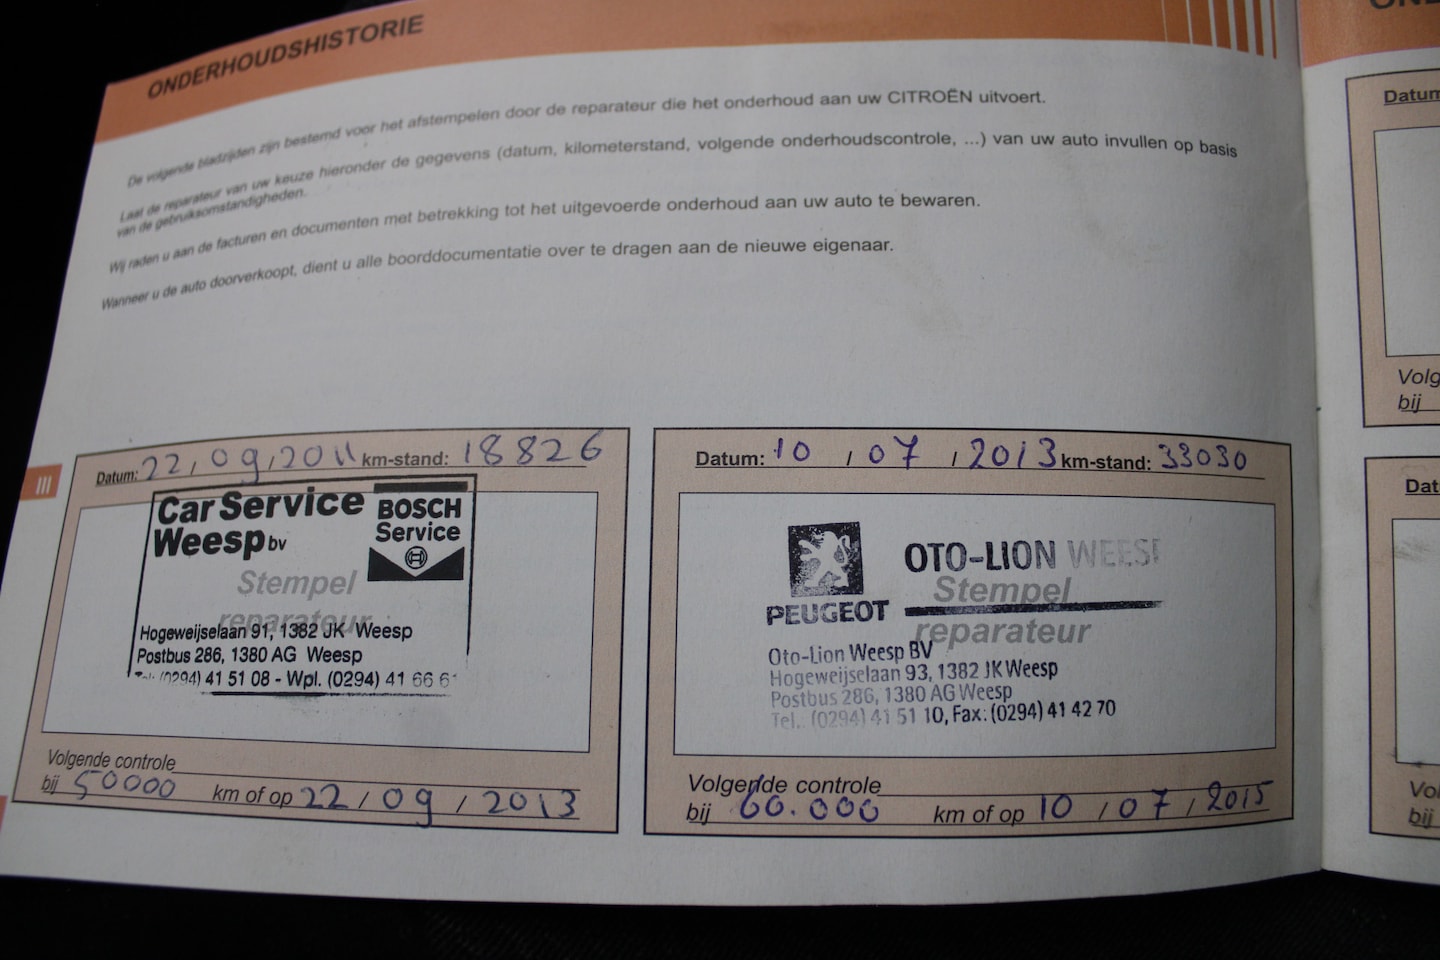 ONDERHOUDSHISTORIE
De volgende bladzijden zijn bestemd voor het afstempelen door de reparateur die het onderhoud aan uw CITROËN uitvoert.
Laat de reparateur van uw keuze hieronder de gegevens (datum, kilometerstand, volgende onderhoudscontrole, ...) van uw auto invullen op basis
van de gebruiksomstandigheden.
Wij raden u aan de facturen en documenten met betrekking tot het uitgevoerde onderhoud aan uw auto te bewaren.
Wanneer u de auto doorverkoopt, dient u alle boorddocumentatie over te dragen aan de nieuwe eigenaar.
III
Datum: 22/09/2011 km-stand: 18826
Car Service
Weesp bv
BOSCH
Service
Stempel
reparateur
Hogeweijselaan 91, 1382 JK Weesp
Postbus 286, 1380 AG Weesp
Tel. (0294) 41 51 08 - Wpl. (0294) 41 66 6
Volgende controle
bij 50000 km of op 22/09/2013
Datum: 10/07/2013 km-stand: 33030
PEUGEOT
OTO-LION WEESP
Stempel
reparateur
Oto-Lion Weesp BV
Hogeweijselaan 93, 1382 JK Weesp
Postbus 286, 1380 AG Weesp
Tel.: (0294) 41 51 10, Fax: (0294) 41 42 70
Volgende controle
bij 60.000 km of op 10/07/2015
Datum
Volg
bij
Dat
Vol
bij